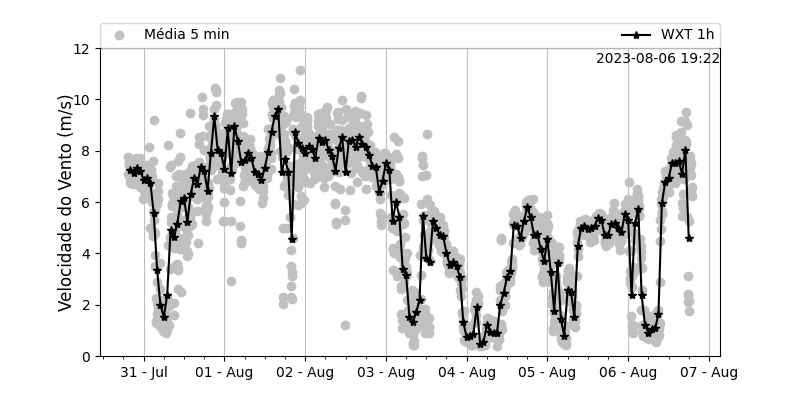 Média 5 min
WXT 1h
2023-08-06 19:22
Velocidade do Vento (m/s)
12
10
8
6
4
2
0
31 - Jul
01 - Aug
02 - Aug
03 - Aug
04 - Aug
05 - Aug
06 - Aug
07 - Aug